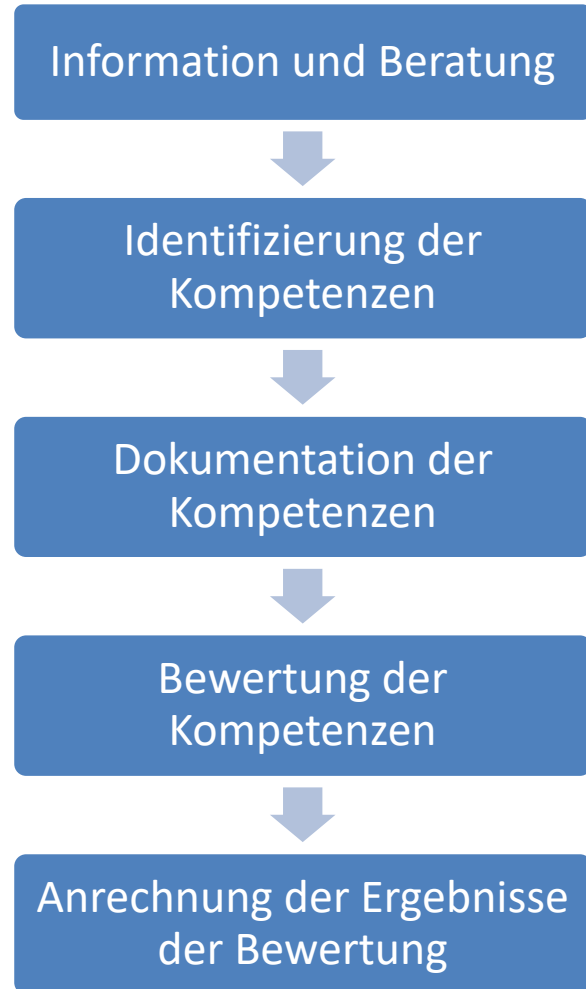 Information und Beratung
Identifizierung der
Kompetenzen
Dokumentation der
Kompetenzen
Bewertung der
Kompetenzen
Anrechnung der Ergebnisse
der Bewertung